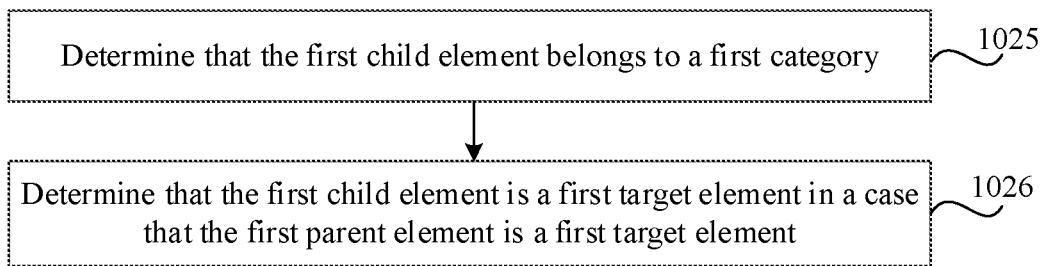 Determine that the first child element belongs to a first category
1025
Determine that the first child element is a first target element in a case
that the first parent element is a first target element
1026